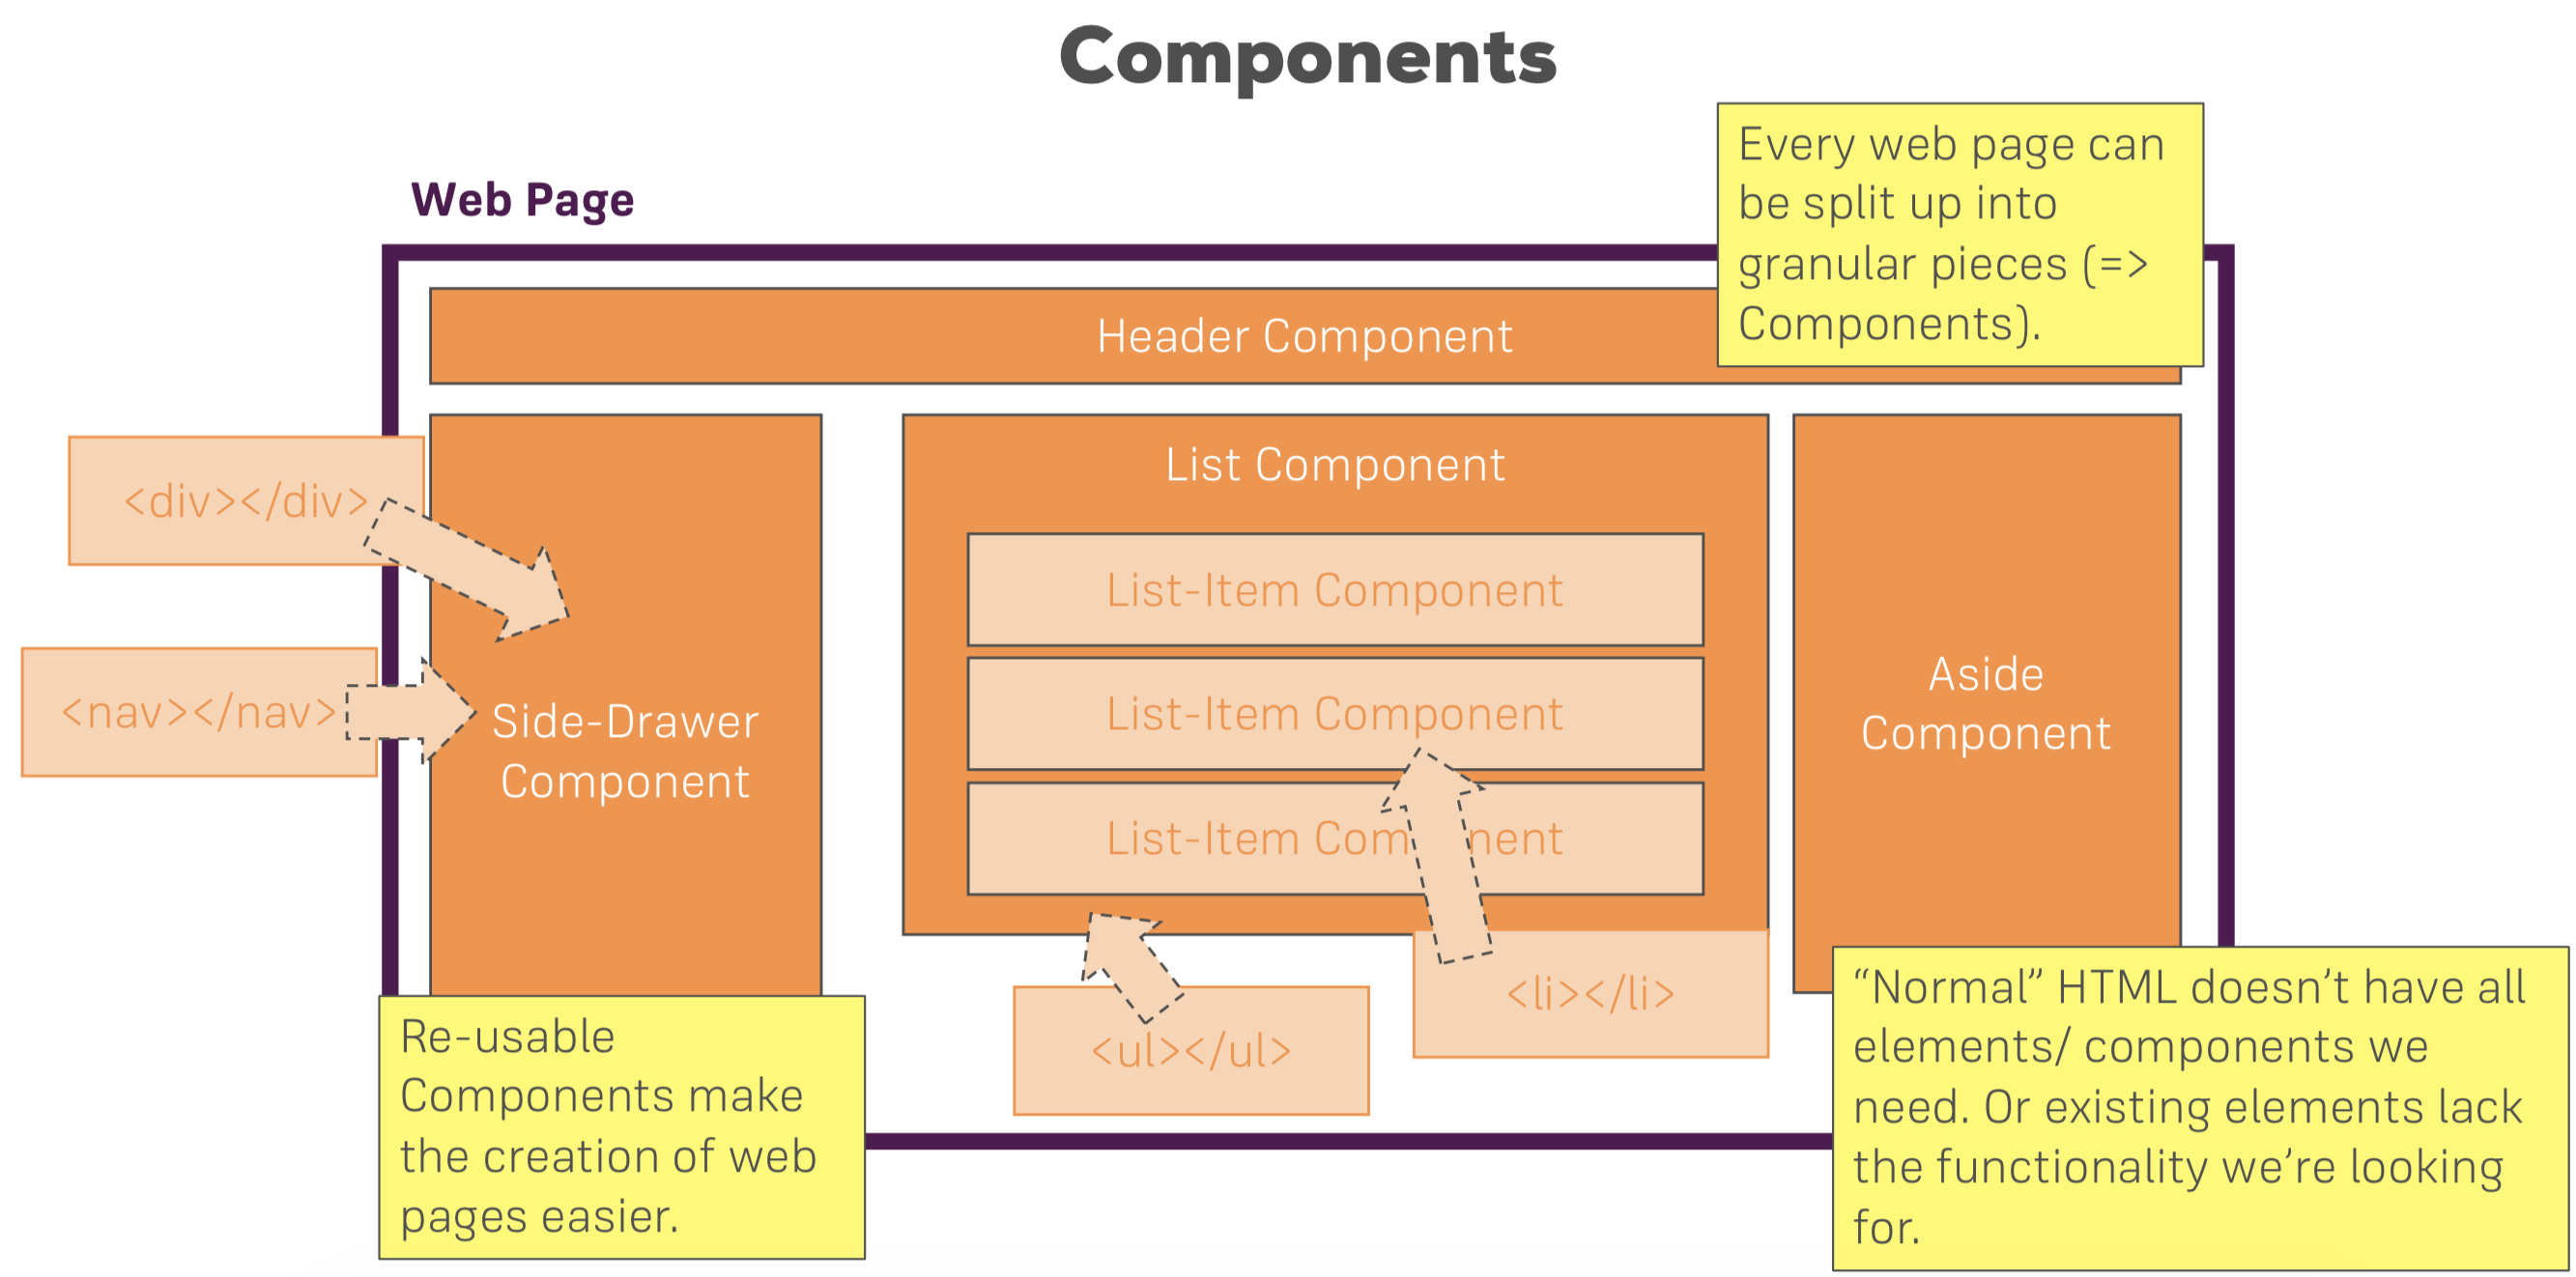 Components
Web Page
Every web page can
be split up into
granular pieces (=>
Components).
Header Component
<div></div>
<nav></nav>
Side-Drawer
Component
List Component
List-Item Component
List-Item Component
List-Item Com nent
Aside
Component
<ul></ul>
<li></li>
Re-usable
Components make
the creation of web
pages easier.
“Normal” HTML doesn’t have all
elements/ components we
need. Or existing elements lack
the functionality we’re looking
for.